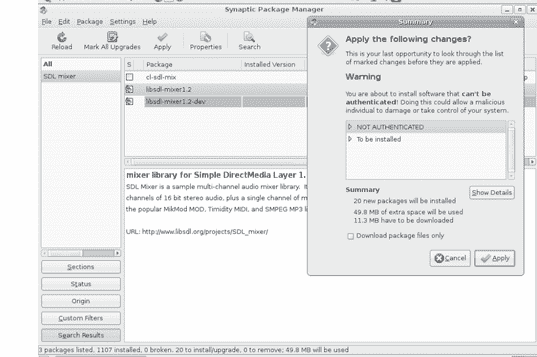 Synaptic Package Manager
File Edit Package Settings Help
Reload Mark All Upgrades Apply Properties Search
All
SDL mixer
S Package Installed Version
cl-sdl-mix
libsdl-mixer1.2
libsdl-mixer1.2-dev
mixer library for Simple DirectMedia Layer 1.
SDL Mixer is a sample multi-channel audio mixer library.
channels of 16 bit stereo audio, plus a single channel of m
the popular MikMod MOD, Timidity MIDI, and SMPEG MP3 li
URL: http://www.libsdl.org/projects/SDL_mixer/
Sections
Status
Origin
Custom Filters
Search Results
3 packages listed, 1107 installed, 0 broken. 20 to install/upgrade, 0 to remove; 49.8 MB will be used
Summary
Apply the following changes?
This is your last opportunity to look through the list
of marked changes before they are applied.
Warning
You are about to install software that can't be
authenticated! Doing this could allow a malicious
individual to damage or take control of your system.
NOT AUTHENTICATED
To be installed
Summary
20 new packages will be installed
49.8 MB of extra space will be used
11.3 MB have to be downloaded
Show Details
Download package files only
Cancel Apply